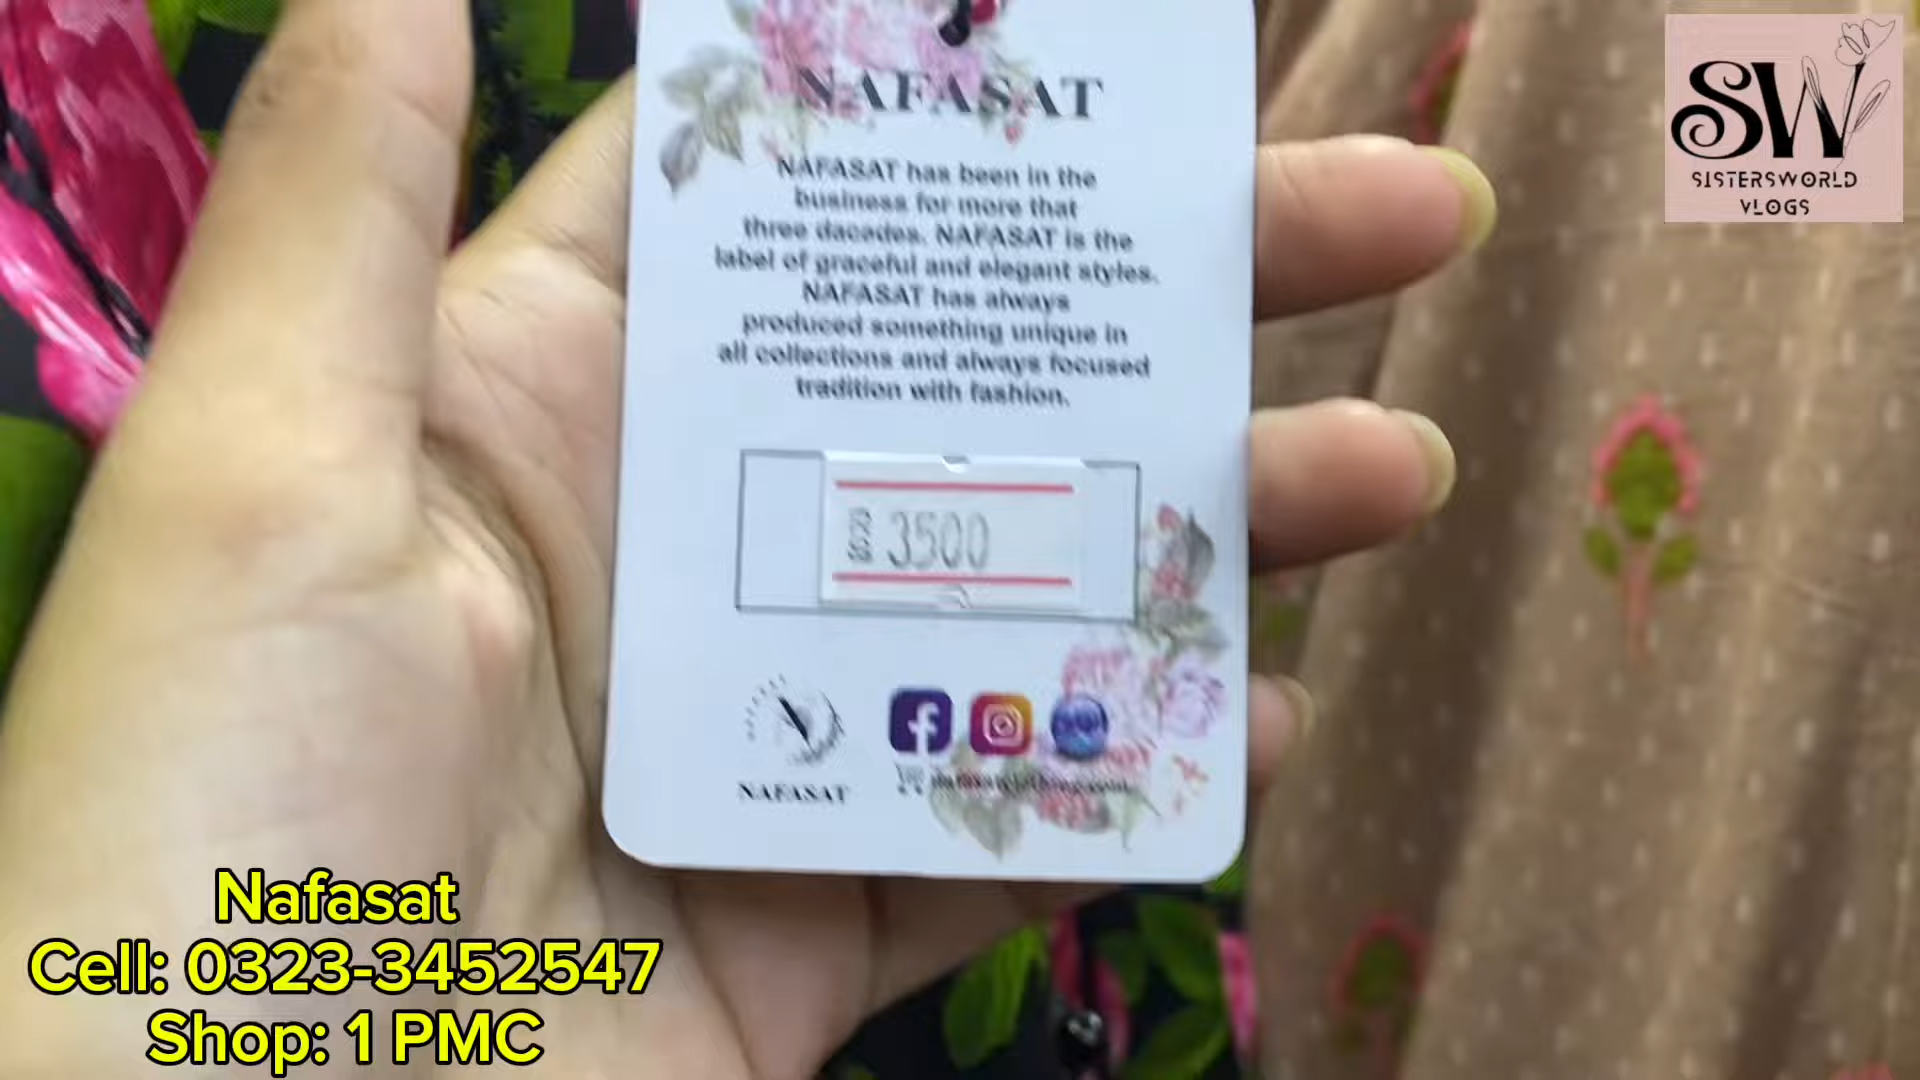 NAFASAT
NAFASAT has been in the
business for more that
three dacades. NAFASAT is the
label of graceful and elegant styles.
NAFASAT has always
produced something unique in
all collections and always focused
tradition with fashion.
RS 3500
NAFASAT
SW
SISTERSWORLD
VLOGS
Nafasat
Cell: 0323-3452547
Shop: 1 PMC